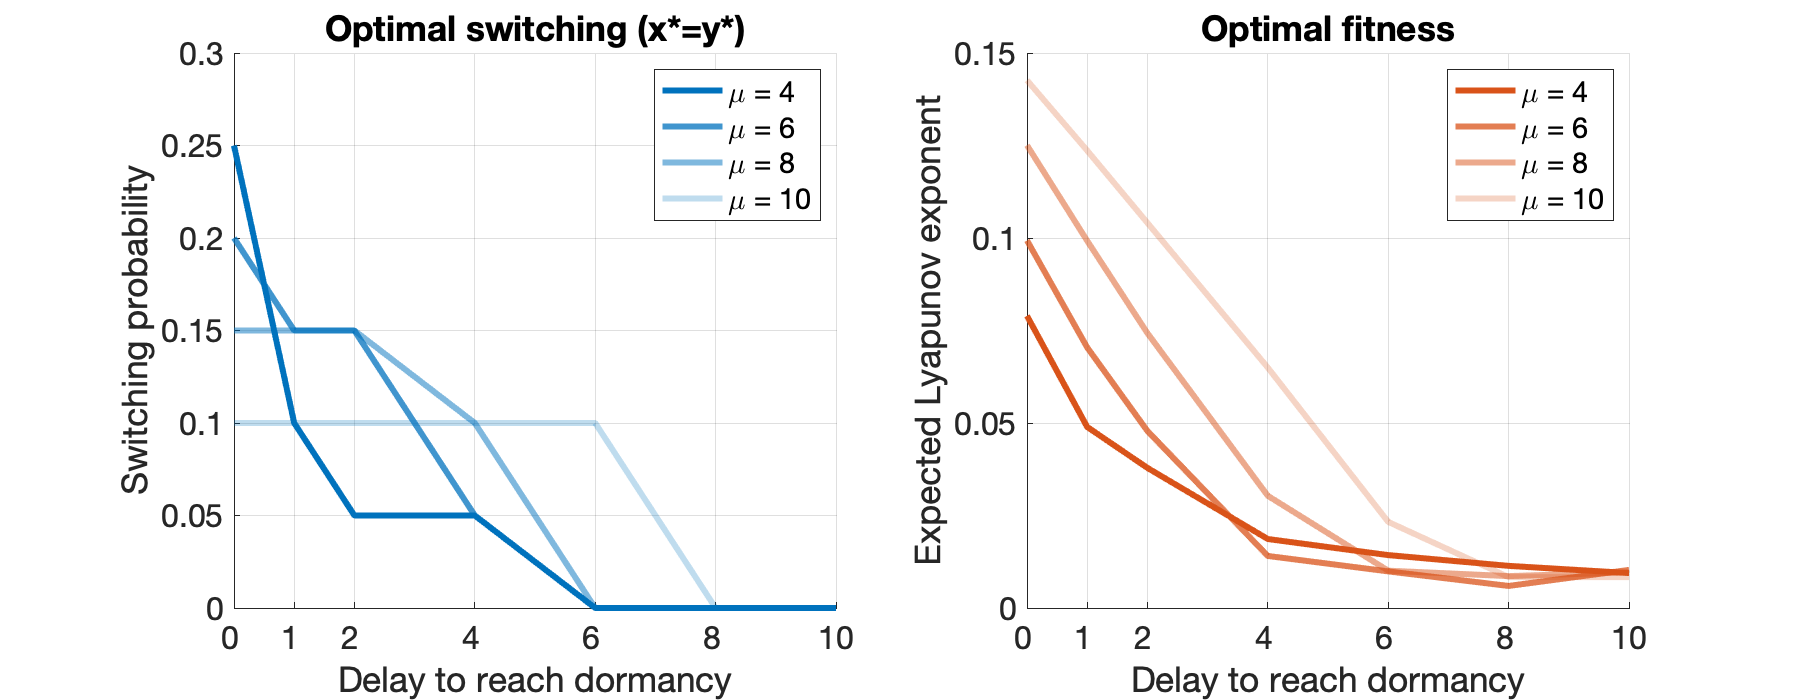 Optimal switching (x*=y*)
Switching probability
0.3
0.25
0.2
0.15
0.1
0.05
0
0 1 2 4 6 8 10
Delay to reach dormancy
μ = 4
μ = 6
μ = 8
μ = 10
Optimal fitness
Expected Lyapunov exponent
0.15
0.1
0.05
0
0 1 2 4 6 8 10
Delay to reach dormancy
μ = 4
μ = 6
μ = 8
μ = 10